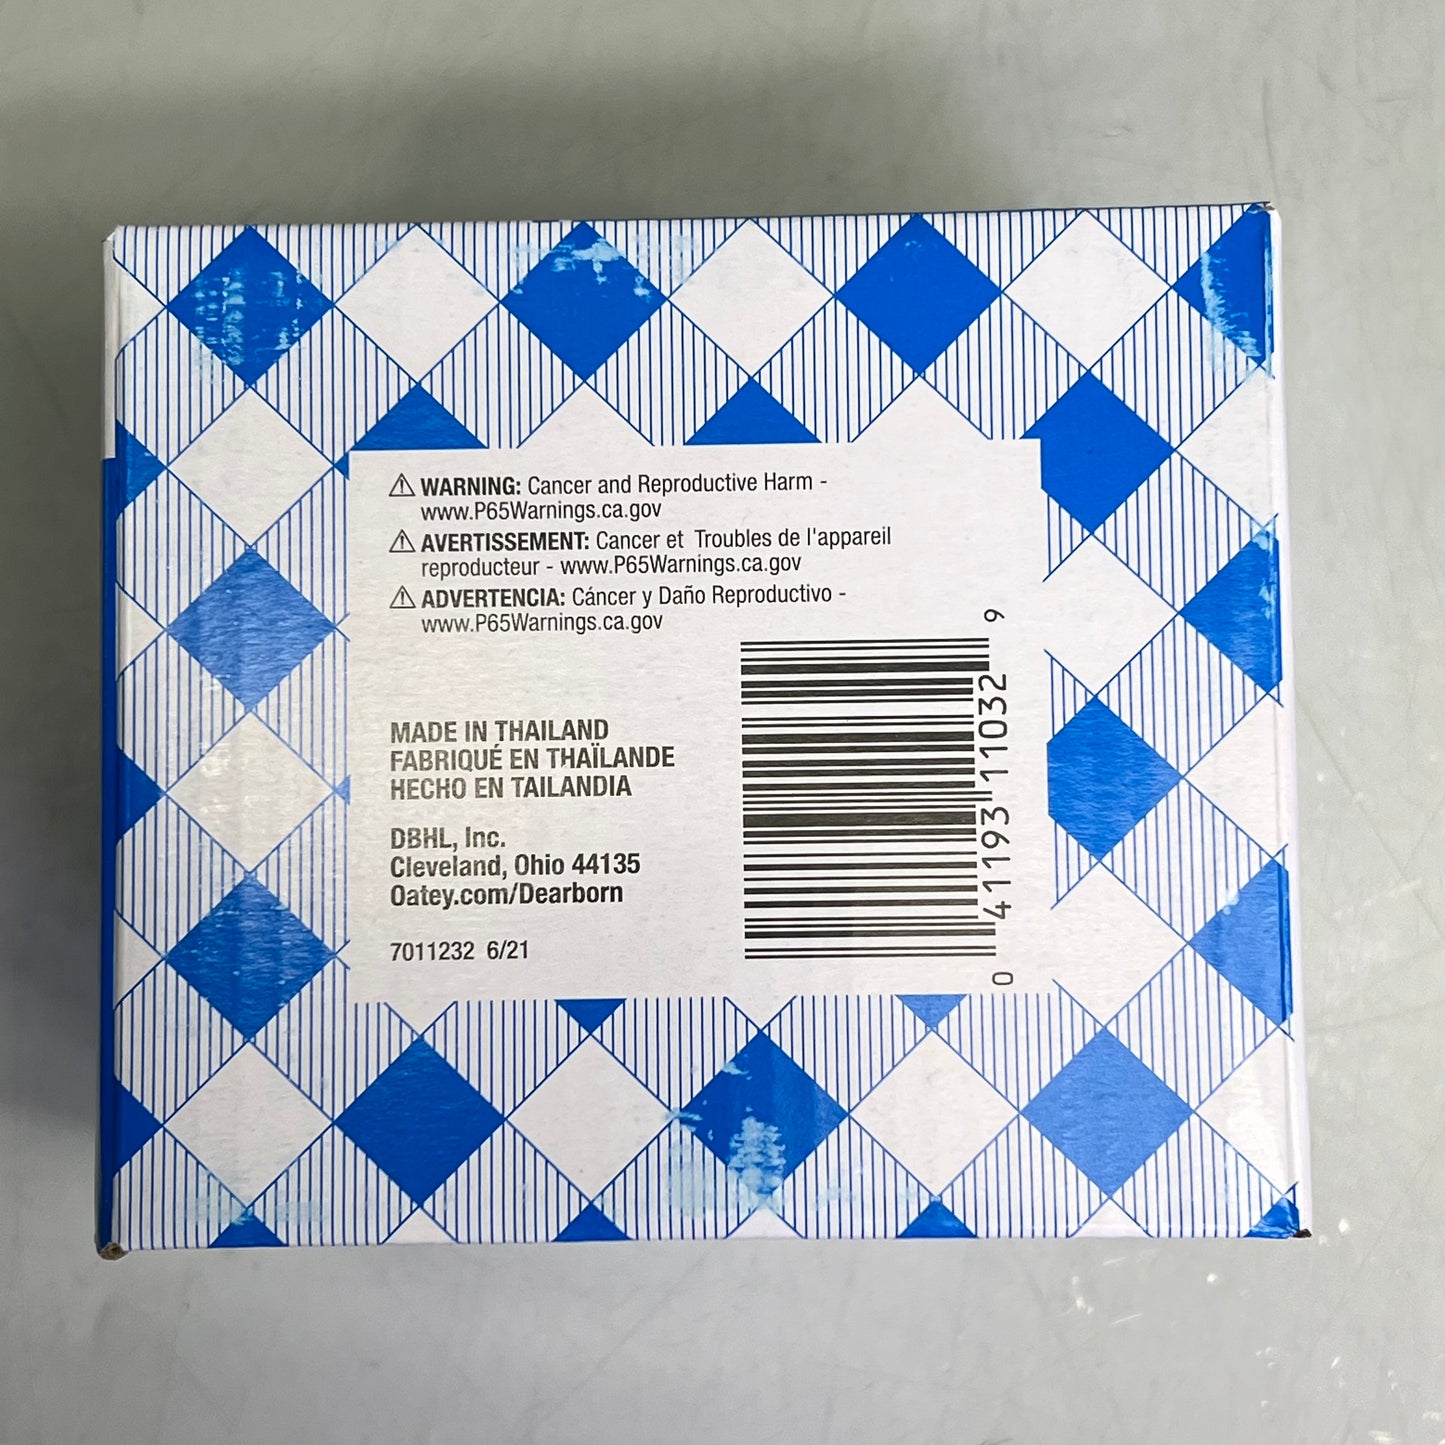 ⚠ WARNING: Cancer and Reproductive Harm -
www.P65Warnings.ca.gov
⚠ AVERTISSEMENT: Cancer et Troubles de l'appareil
reproducteur - www.P65Warnings.ca.gov
⚠ ADVERTENCIA: Cáncer y Daño Reproductivo -
www.P65Warnings.ca.gov
MADE IN THAILAND
FABRIQUÉ EN THAÏLANDE
HECHO EN TAILANDIA
DBHL, Inc.
Cleveland, Ohio 44135
Oatey.com/Dearborn
7011232 6/21
0 41193 11032 9